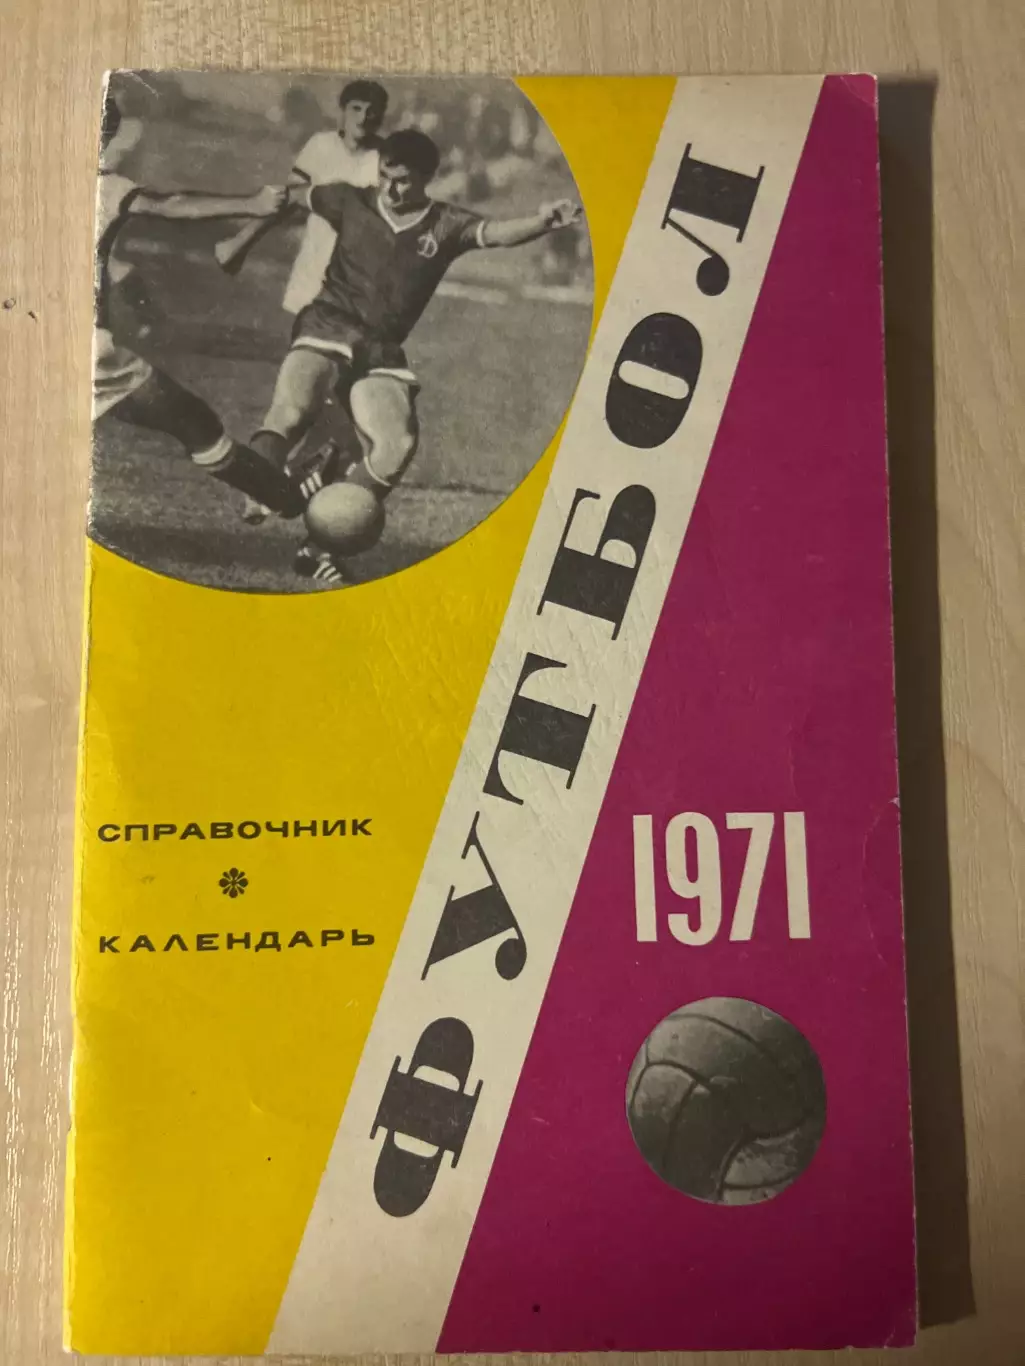 ФУТБОЛ
СПРАВОЧНИК
КАЛЕНДАРЬ
1971
Д